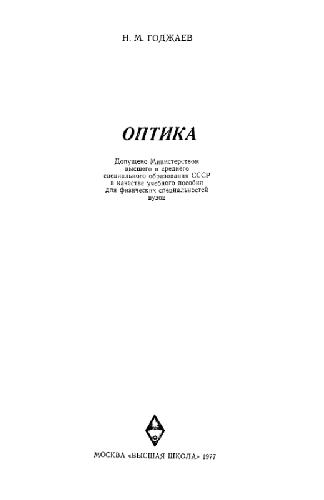 Н. М. ГОДЖАЕВ
ОПТИКА
Допущено Министерством
высшего и среднего
специального образования СССР
в качестве учебного пособия
для физических специальностей
вузов
МОСКВА «ВЫСШАЯ ШКОЛА» 1977